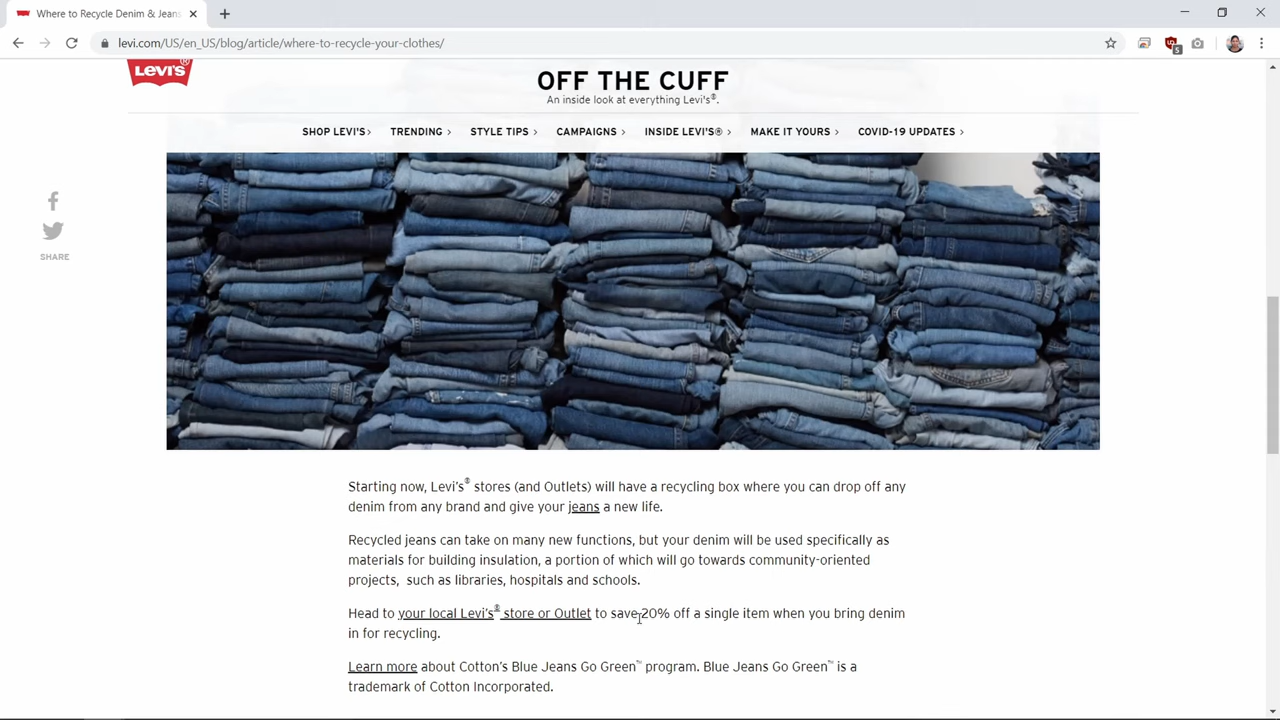 Where to Recycle Denim & Jeans
levi.com/US/en_US/blog/article/where-to-recycle-your-clothes/
5
LEVI'S®
OFF THE CUFF
An inside look at everything Levi's®.
SHOP LEVI'S TRENDING STYLE TIPS CAMPAIGNS INSIDE LEVI'S® MAKE IT YOURS COVID-19 UPDATES
SHARE
Starting now, Levi's® stores (and Outlets) will have a recycling box where you can drop off any
denim from any brand and give your jeans a new life.
Recycled jeans can take on many new functions, but your denim will be used specifically as
materials for building insulation, a portion of which will go towards community-oriented
projects, such as libraries, hospitals and schools.
Head to your local Levi's® store or Outlet to save 20% off a single item when you bring denim
in for recycling.
Learn more about Cotton's Blue Jeans Go Green™ program. Blue Jeans Go Green™ is a
trademark of Cotton Incorporated.